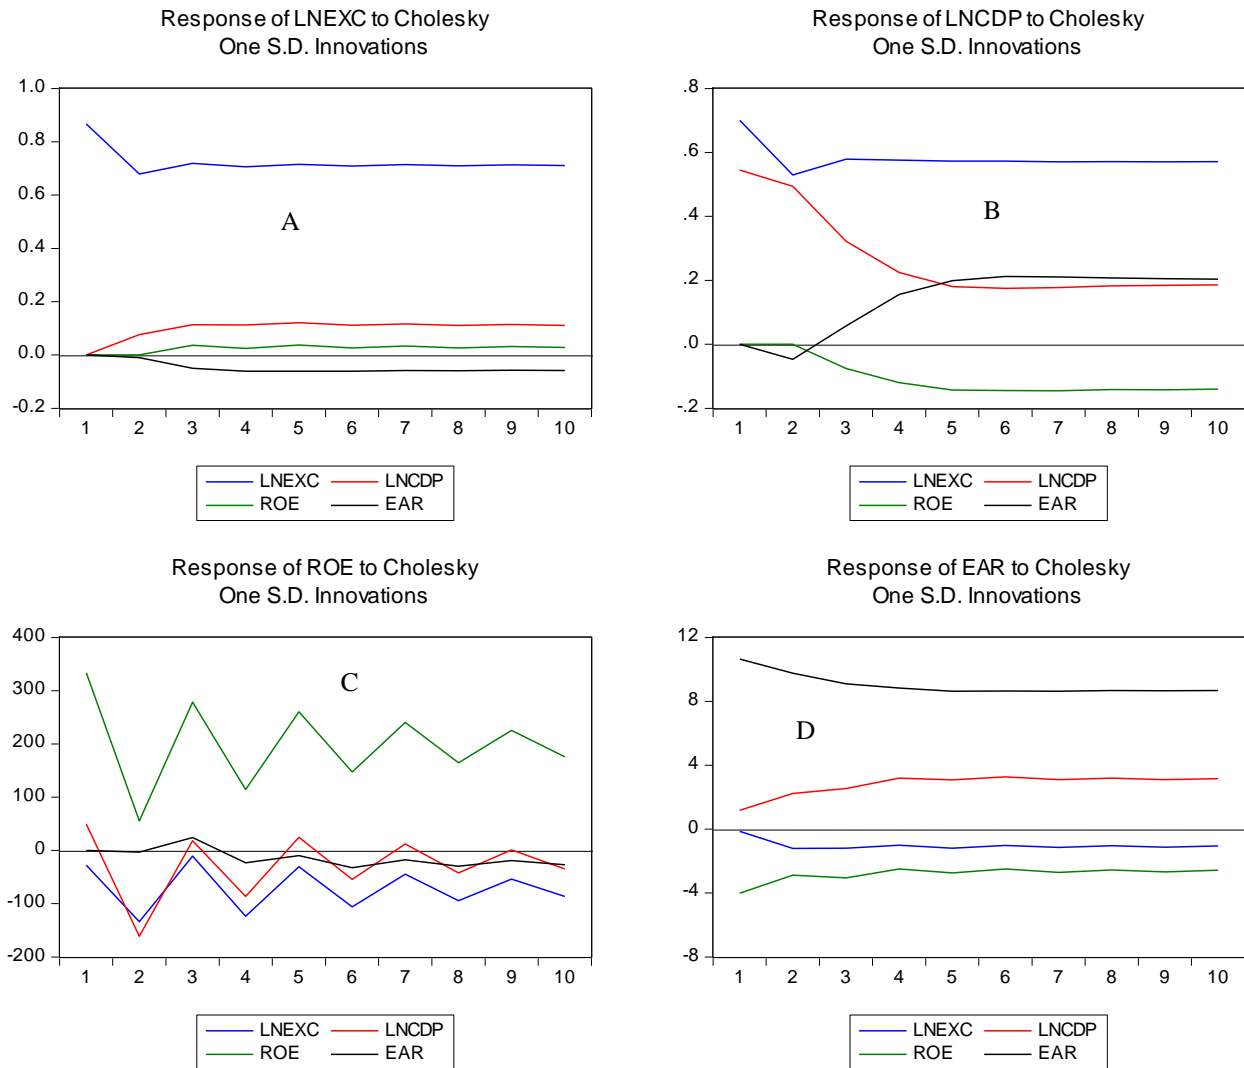 Response of LNEXC to Cholesky
One S.D. Innovations
1.0
0.8
0.6
0.4
0.2
0.0
-0.2
A
1 2 3 4 5 6 7 8 9 10
LNEXC LNCDP
ROE EAR
Response of LNCDP to Cholesky
One S.D. Innovations
.8
.6
.4
.2
.0
-.2
B
1 2 3 4 5 6 7 8 9 10
LNEXC LNCDP
ROE EAR
Response of ROE to Cholesky
One S.D. Innovations
400
300
200
100
0
-100
-200
C
1 2 3 4 5 6 7 8 9 10
LNEXC LNCDP
ROE EAR
Response of EAR to Cholesky
One S.D. Innovations
12
8
4
0
-4
-8
D
1 2 3 4 5 6 7 8 9 10
LNEXC LNCDP
ROE EAR